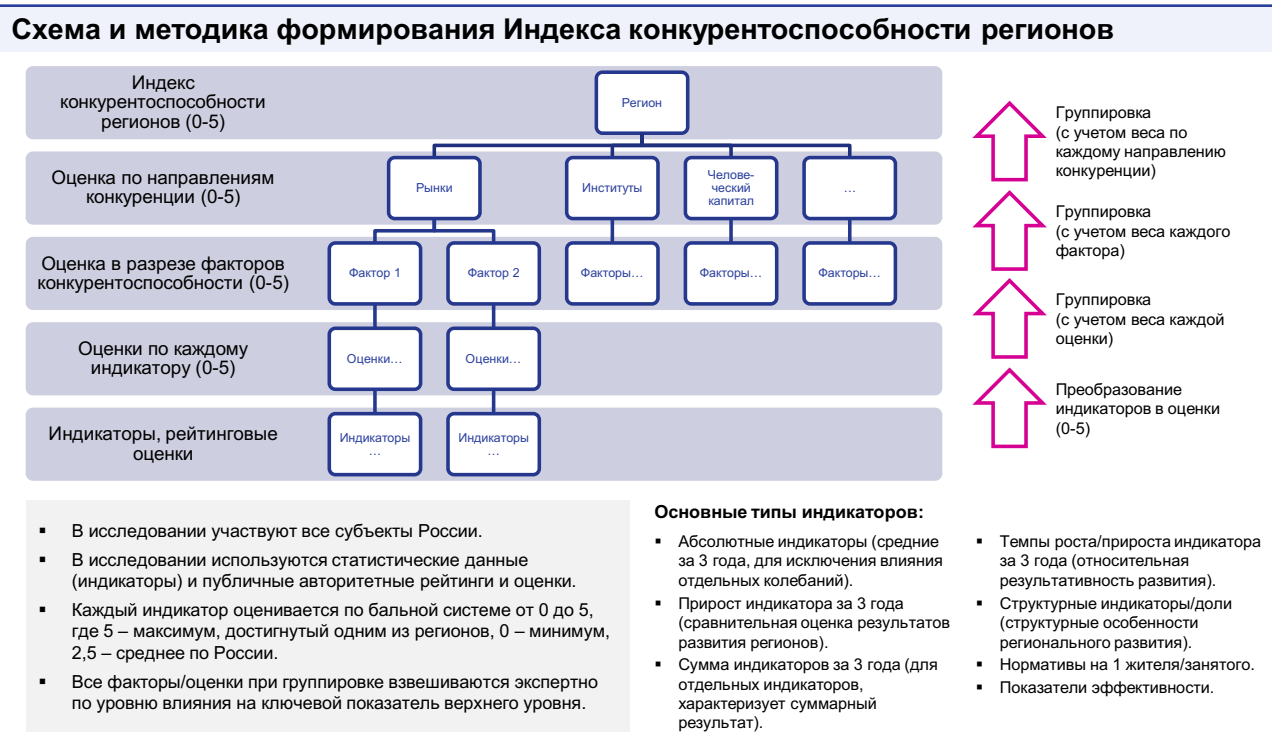 Схема и методика формирования Индекса конкурентоспособности регионов
Индекс
конкурентоспособности
регионов (0-5)
Регион
Группировка
(с учетом веса по
каждому направлению
конкуренции)
Оценка по направлениям
конкуренции (0-5)
Рынки
Институты
Челове-
ческий
капитал
…
Группировка
(с учетом веса каждого
фактора)
Оценка в разрезе факторов
конкурентоспособности (0-5)
Фактор 1
Фактор 2
Факторы…
Факторы…
Факторы…
Группировка
(с учетом веса каждой
оценки)
Оценки по каждому
индикатору (0-5)
Оценки…
Оценки…
Преобразование
индикаторов в оценки
(0-5)
Индикаторы, рейтинговые
оценки
Индикаторы
…
Индикаторы
…
▪ В исследовании участвуют все субъекты России.
▪ В исследовании используются статистические данные
(индикаторы) и публичные авторитетные рейтинги и оценки.
▪ Каждый индикатор оценивается по бальной системе от 0 до 5,
где 5 – максимум, достигнутый одним из регионов, 0 – минимум,
2,5 – среднее по России.
▪ Все факторы/оценки при группировке взвешиваются экспертно
по уровню влияния на ключевой показатель верхнего уровня.
Основные типы индикаторов:
▪ Абсолютные индикаторы (средние
за 3 года, для исключения влияния
отдельных колебаний).
▪ Прирост индикатора за 3 года
(сравнительная оценка результатов
развития регионов).
▪ Сумма индикаторов за 3 года (для
отдельных индикаторов,
характеризует суммарный
результат).
▪ Темпы роста/прироста индикатора
за 3 года (относительная
результативность развития).
▪ Структурные индикаторы/доли
(структурные особенности
регионального развития).
▪ Нормативы на 1 жителя/занятого.
▪ Показатели эффективности.